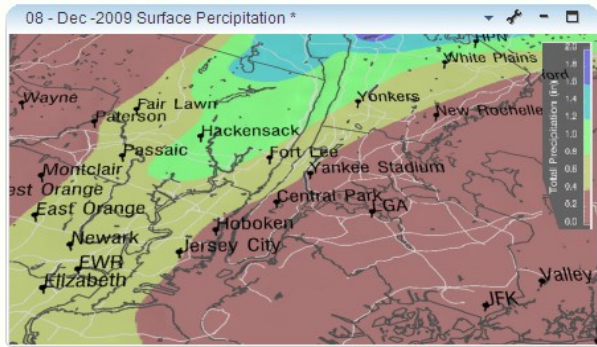 08 - Dec -2009 Surface Percipitation *
HPN
White Plains
ford
Wayne
Fair Lawn
Yonkers
Paterson
New Rochelle
Hackensack
Passaic
Fort Lee
Montclair
Yankee Stadium
est Orange
Central Park
East Orange
LGA
Hoboken
Newark
Jersey City
EWR
Elizabeth
Valley
JFK
Total Precipitation (in)
2.0
1.8
1.6
1.4
1.2
1.0
0.8
0.6
0.4
0.2
0.0